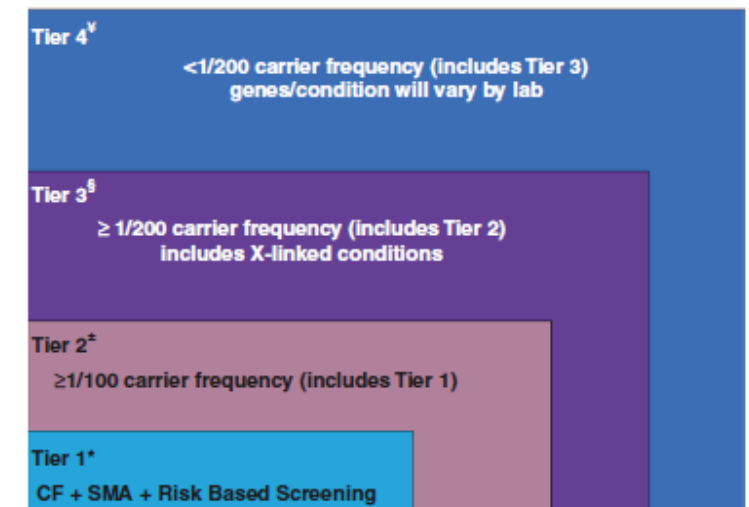 Tier 4¥
<1/200 carrier frequency (includes Tier 3)
genes/condition will vary by lab
Tier 3§
≥ 1/200 carrier frequency (includes Tier 2)
includes X-linked conditions
Tier 2±
≥1/100 carrier frequency (includes Tier 1)
Tier 1*
CF + SMA + Risk Based Screening